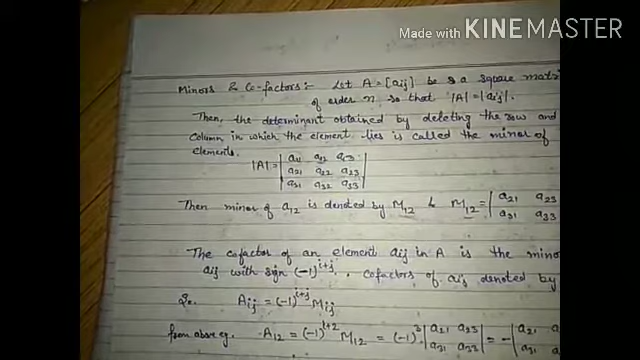 Made with KINEMASTER
Minors & Co-factors:- Let A = [aij] be a square matri
of order n so that |A| = |aij|.
Then, the determinant obtained by deleting the row and
column in which the element lies is called the minor of
elements.
|A| = | a11 a12 a13 |
| a21 a22 a23 |
| a31 a32 a33 |
Then minor of a12 is denoted by M12 & M12 = | a21 a23
| a31 a33
The cofactor of an element aij in A is the mino
aij with sign (-1)^i+j. cofactors of aij denoted by
i.e. Aij = (-1)^i+j Mij
from above eg. A12 = (-1)^1+2 M12 = (-1)^3 | a21 a23 | = - | a21 a
| a31 a33 | | a31 a